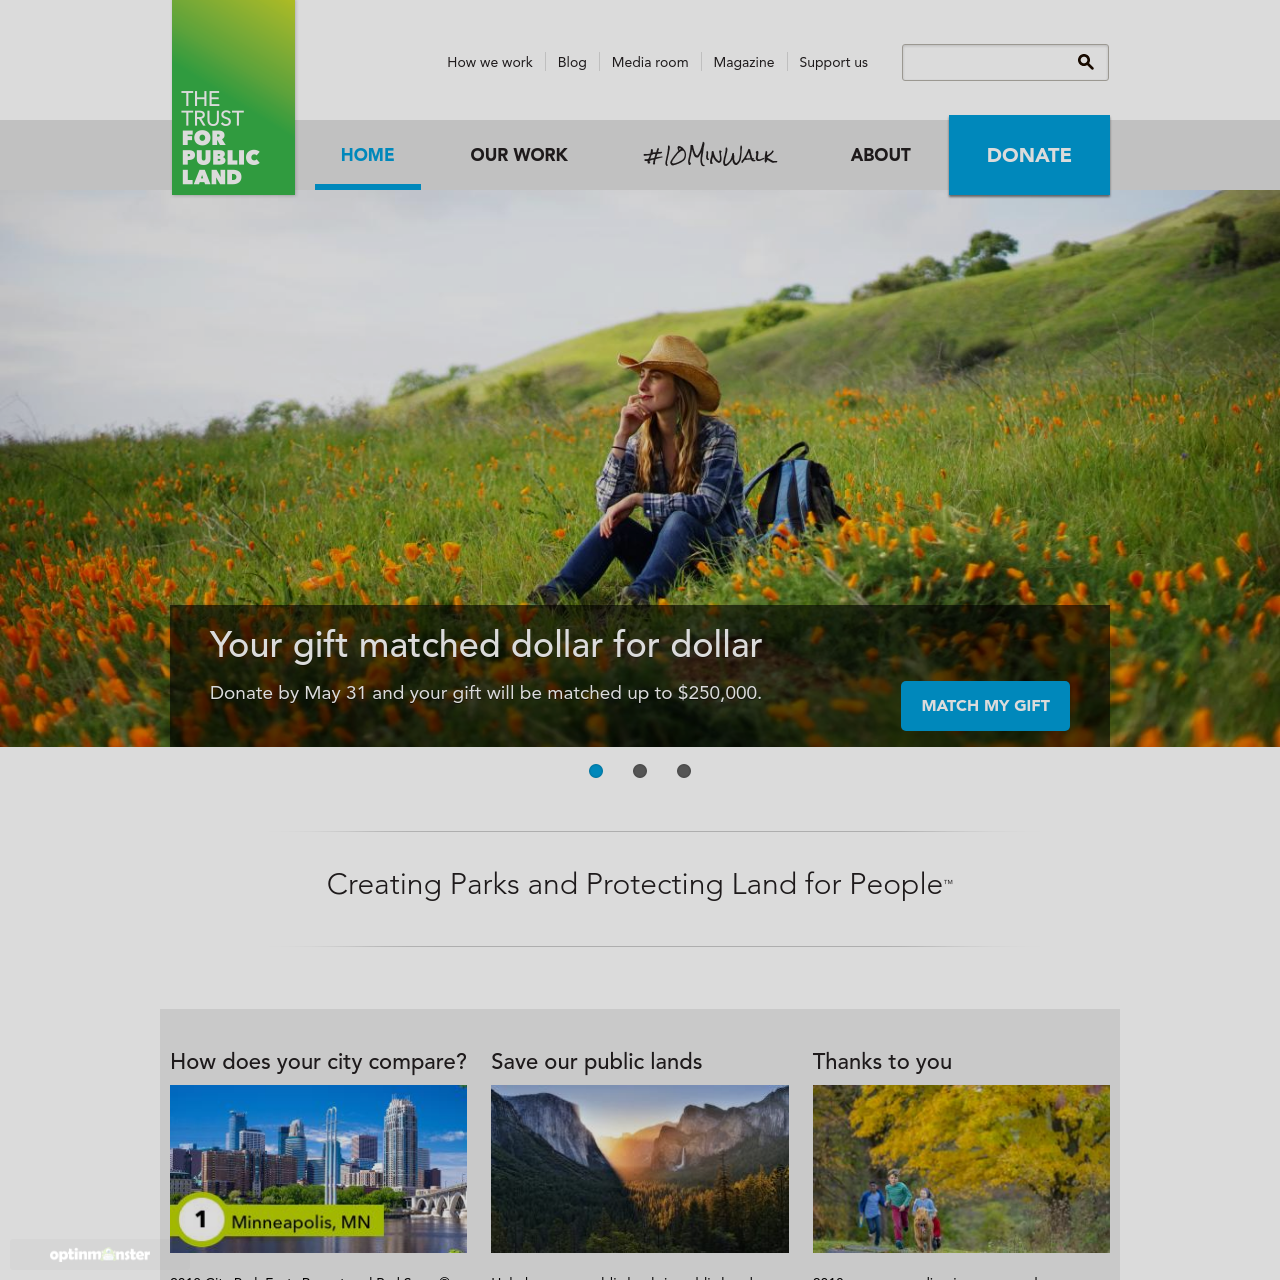 THE
TRUST
FOR
PUBLIC
LAND
How we work
Blog
Media room
Magazine
Support us
HOME
OUR WORK
#10MinWalk
ABOUT
DONATE
Your gift matched dollar for dollar
Donate by May 31 and your gift will be matched up to $250,000.
MATCH MY GIFT
Creating Parks and Protecting Land for People™
How does your city compare?
Save our public lands
Thanks to you
1
Minneapolis, MN
optinmonster